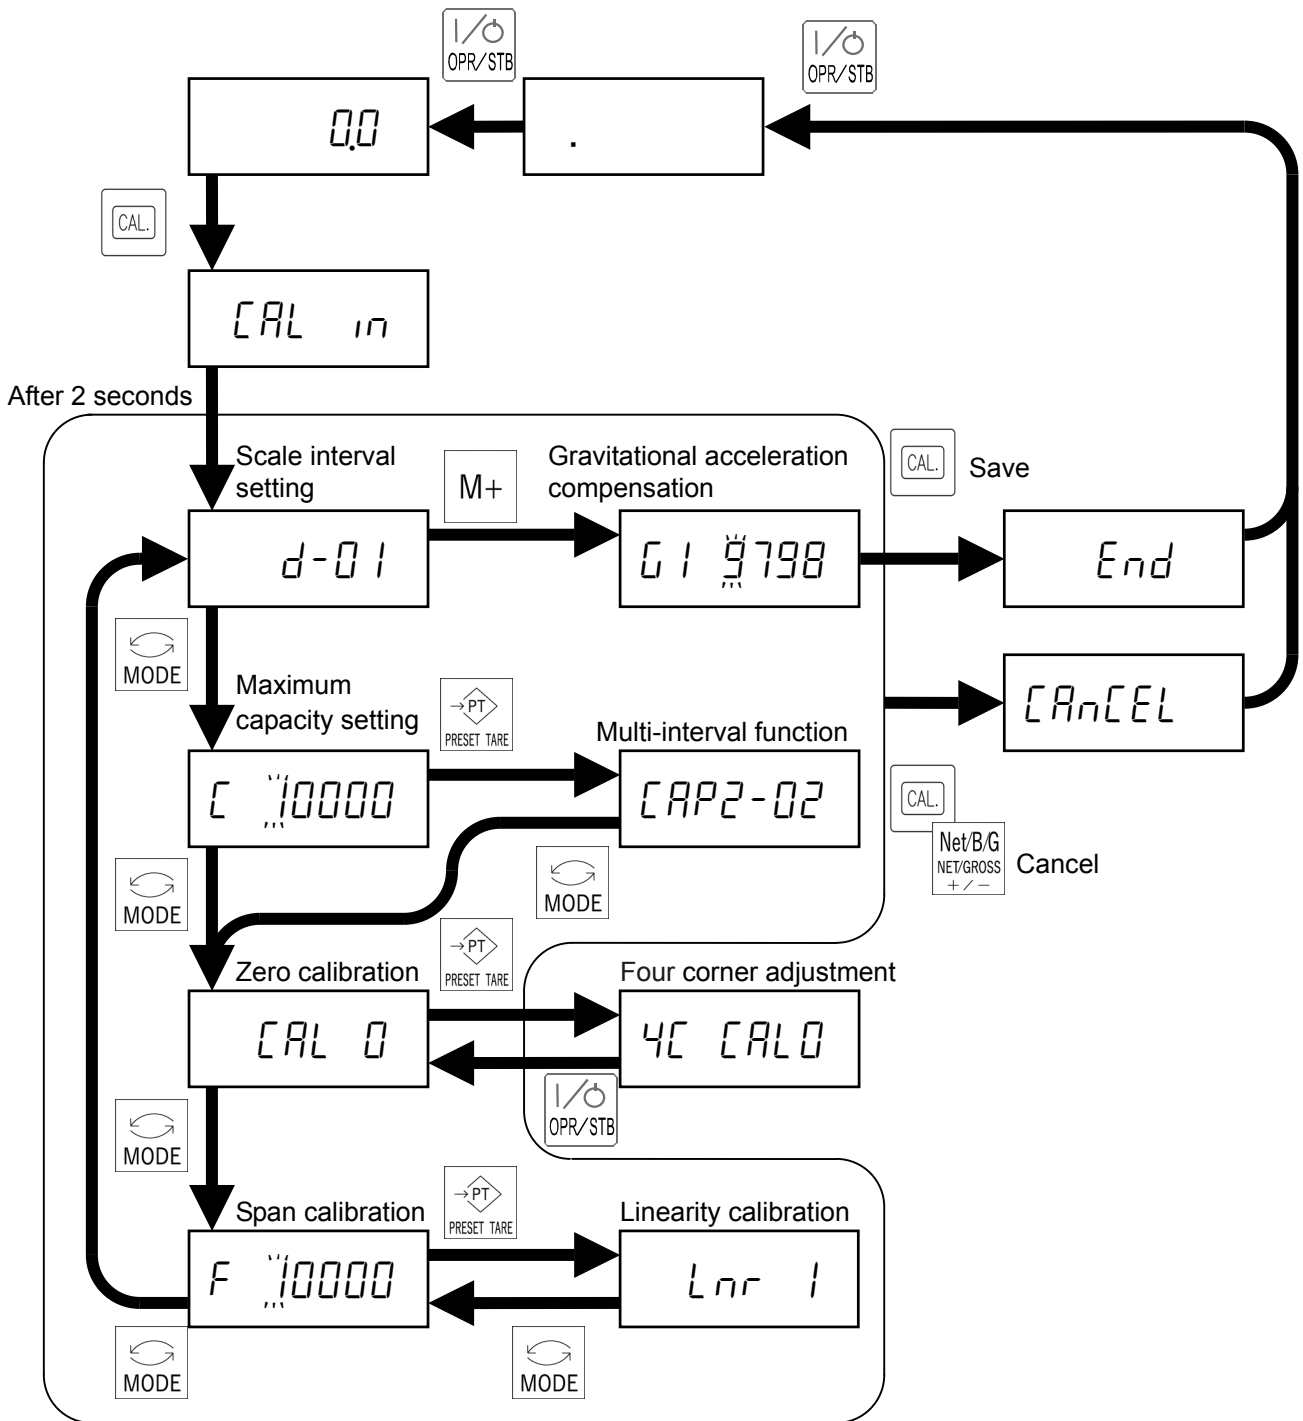 I/⏻
OPR/STB
I/⏻
OPR/STB
0.0
.
CAL.
CAL in
After 2 seconds
Scale interval
setting
M+
Gravitational acceleration
compensation
CAL.
Save
d-01
G1 9798
End
MODE
Maximum
capacity setting
→PT
PRESET TARE
Multi-interval function
CAnCEL
C 10000
CAP2-02
CAL.
Net/B/G
NET/GROSS
+/−
Cancel
MODE
MODE
Zero calibration
→PT
PRESET TARE
Four corner adjustment
CAL 0
4C CAL0
I/⏻
OPR/STB
MODE
Span calibration
→PT
PRESET TARE
Linearity calibration
F 10000
Lnr 1
MODE
MODE